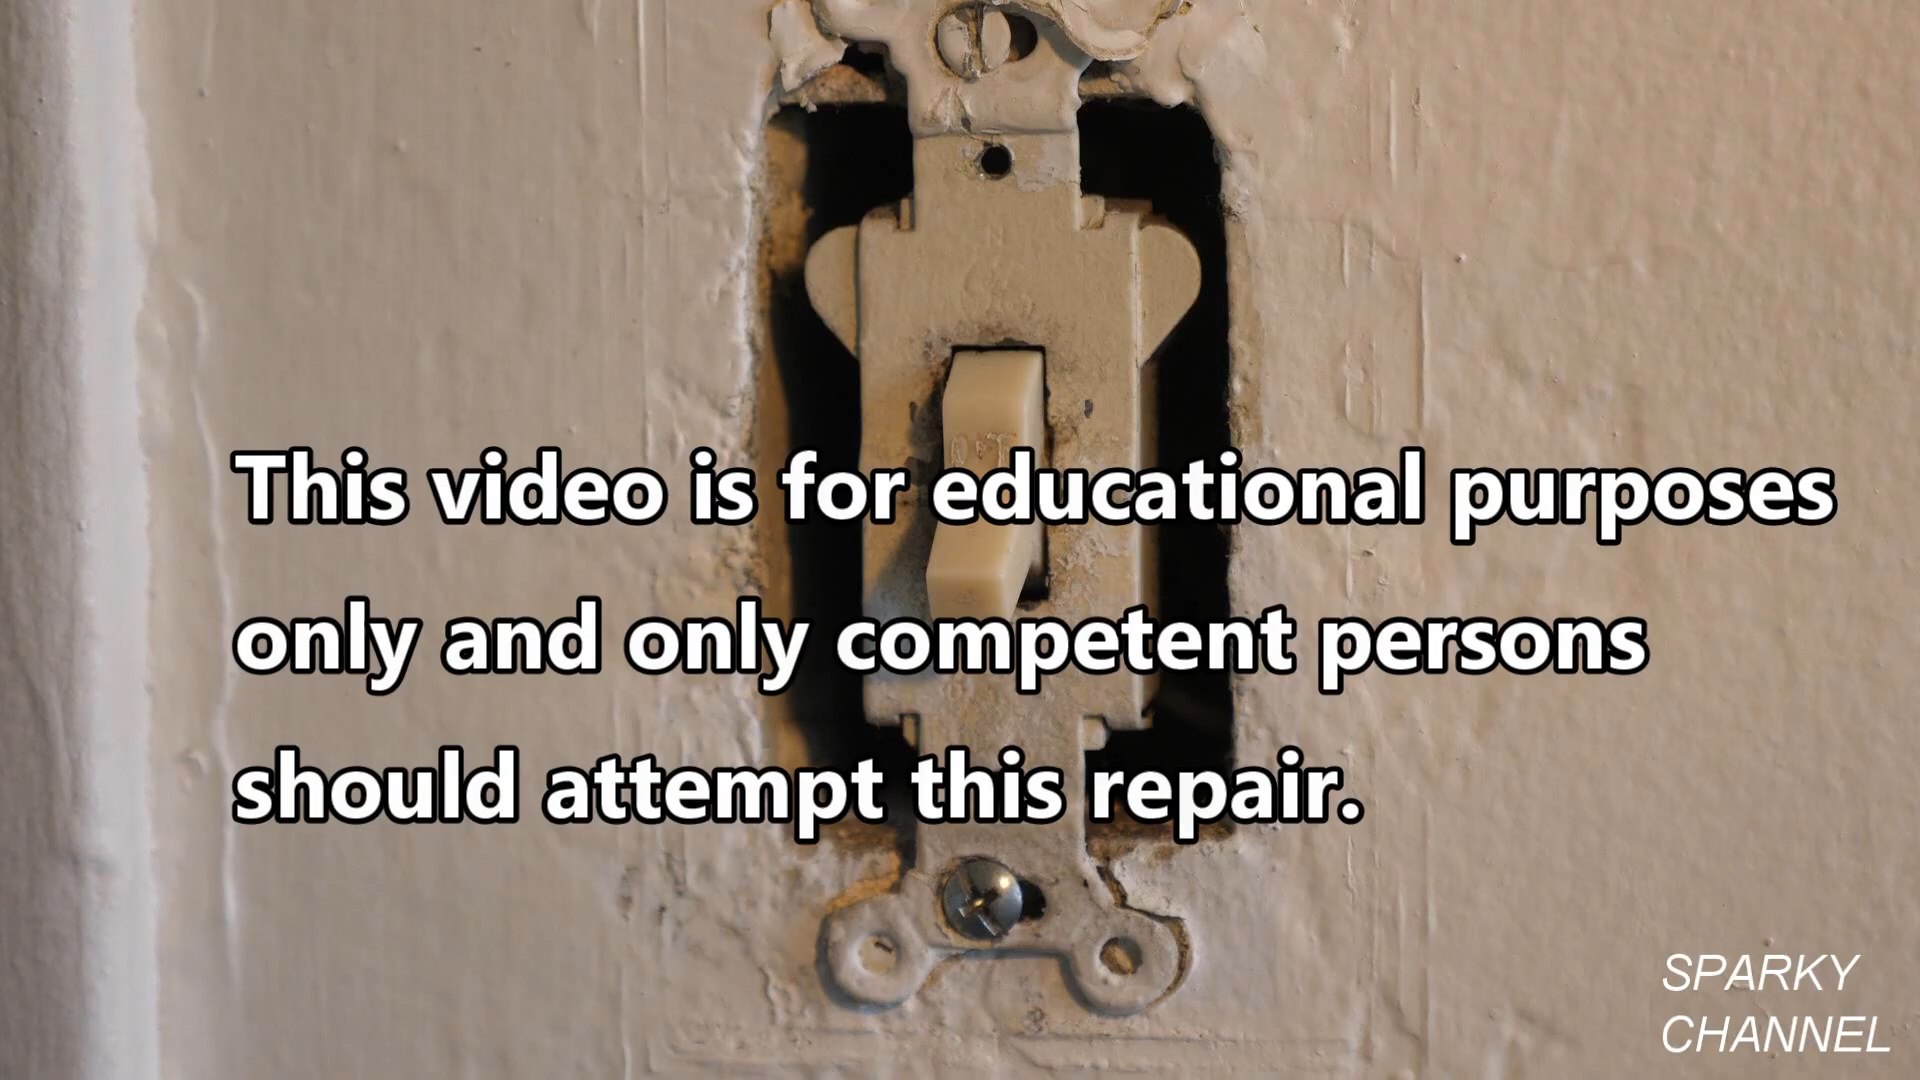 This video is for educational purposes
only and only competent persons
should attempt this repair.
SPARKY
CHANNEL